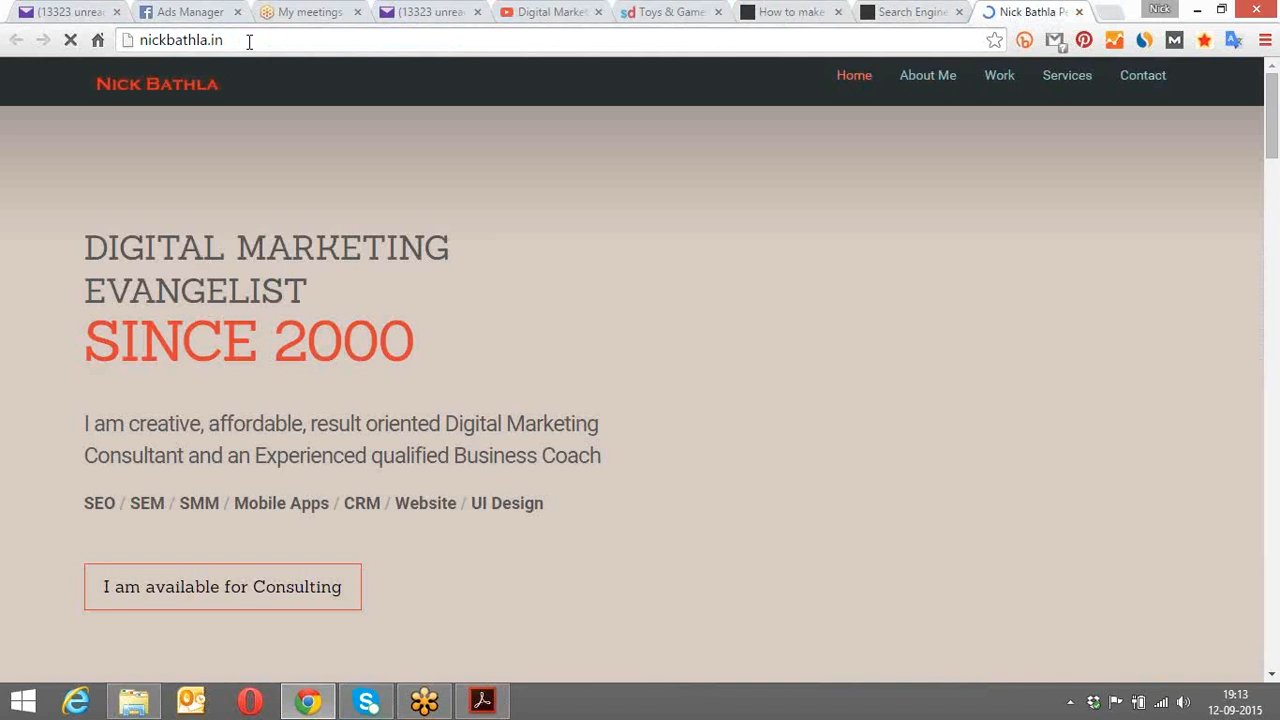 (13323 unrea
Ads Manager
My meetings
(13323 unrea
Digital Marke
Toys & Game
How to make
Search Engine
Nick Bathla Po
Nick
nickbathla.in
NICK BATHLA
Home
About Me
Work
Services
Contact
DIGITAL MARKETING
EVANGELIST
SINCE 2000
I am creative, affordable, result oriented Digital Marketing
Consultant and an Experienced qualified Business Coach
SEO / SEM / SMM / Mobile Apps / CRM / Website / UI Design
I am available for Consulting
19:13
12-09-2015